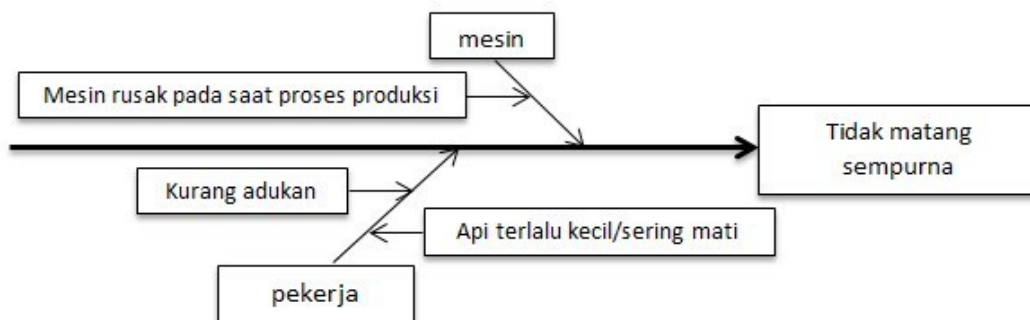 mesin
Mesin rusak pada saat proses produksi
Tidak matang
sempurna
Kurang adukan
Api terlalu kecil/sering mati
pekerja